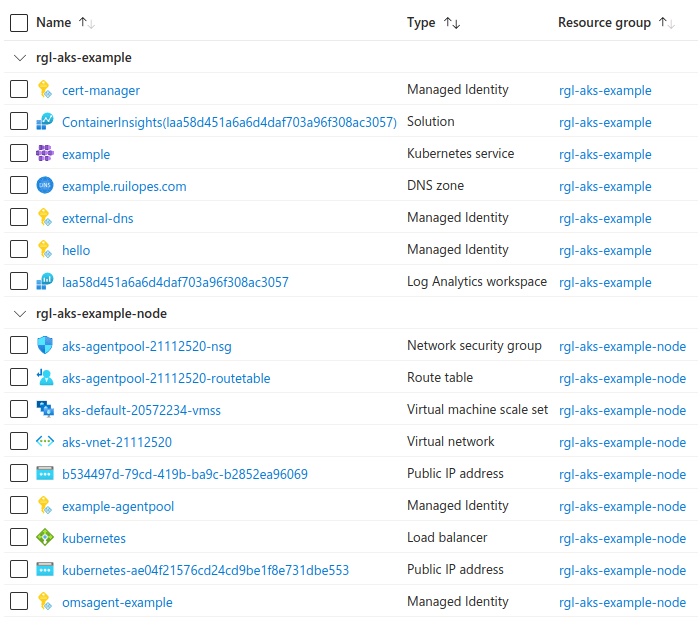 Name Type Resource group
rgl-aks-example
cert-manager Managed Identity rgl-aks-example
ContainerInsights(laa58d451a6a6d4daf703a96f308ac3057) Solution rgl-aks-example
example Kubernetes service rgl-aks-example
DNS example.ruilopes.com DNS zone rgl-aks-example
external-dns Managed Identity rgl-aks-example
hello Managed Identity rgl-aks-example
laa58d451a6a6d4daf703a96f308ac3057 Log Analytics workspace rgl-aks-example
rgl-aks-example-node
aks-agentpool-21112520-nsg Network security group rgl-aks-example-node
aks-agentpool-21112520-routetable Route table rgl-aks-example-node
aks-default-20572234-vmss Virtual machine scale set rgl-aks-example-node
aks-vnet-21112520 Virtual network rgl-aks-example-node
b534497d-79cd-419b-ba9c-b2852ea96069 Public IP address rgl-aks-example-node
example-agentpool Managed Identity rgl-aks-example-node
kubernetes Load balancer rgl-aks-example-node
kubernetes-ae04f21576cd24cd9be1f8e731dbe553 Public IP address rgl-aks-example-node
omsagent-example Managed Identity rgl-aks-example-node